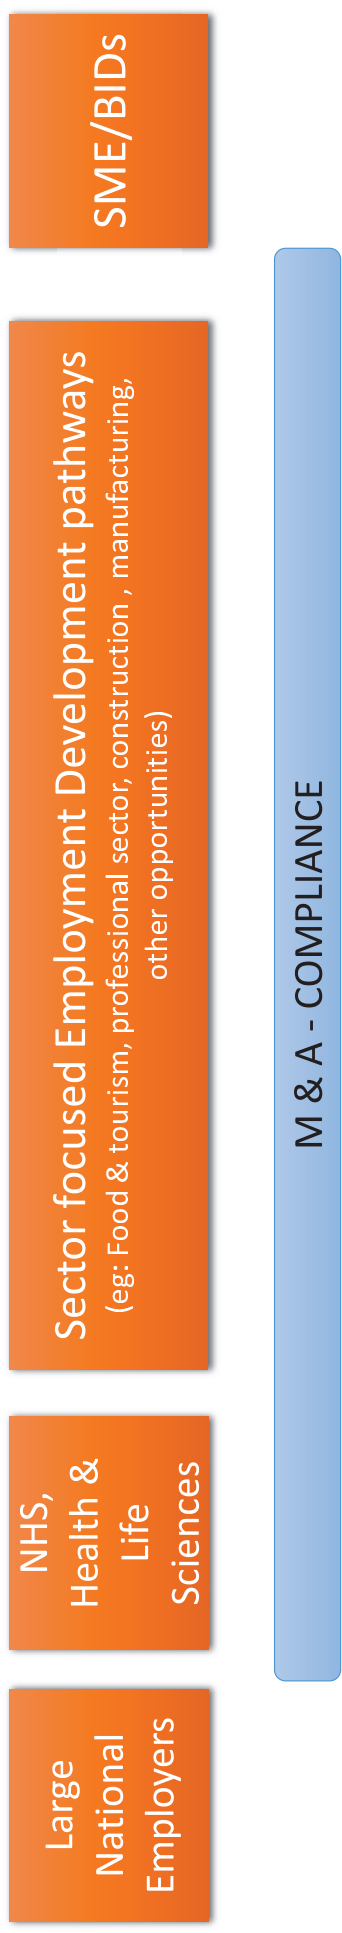 Large
National
Employers
NHS,
Health &
Life
Sciences
Sector focused Employment Development pathways
(eg: Food & tourism, professional sector, construction , manufacturing,
other opportunities)
SME/BIDs
M & A - COMPLIANCE